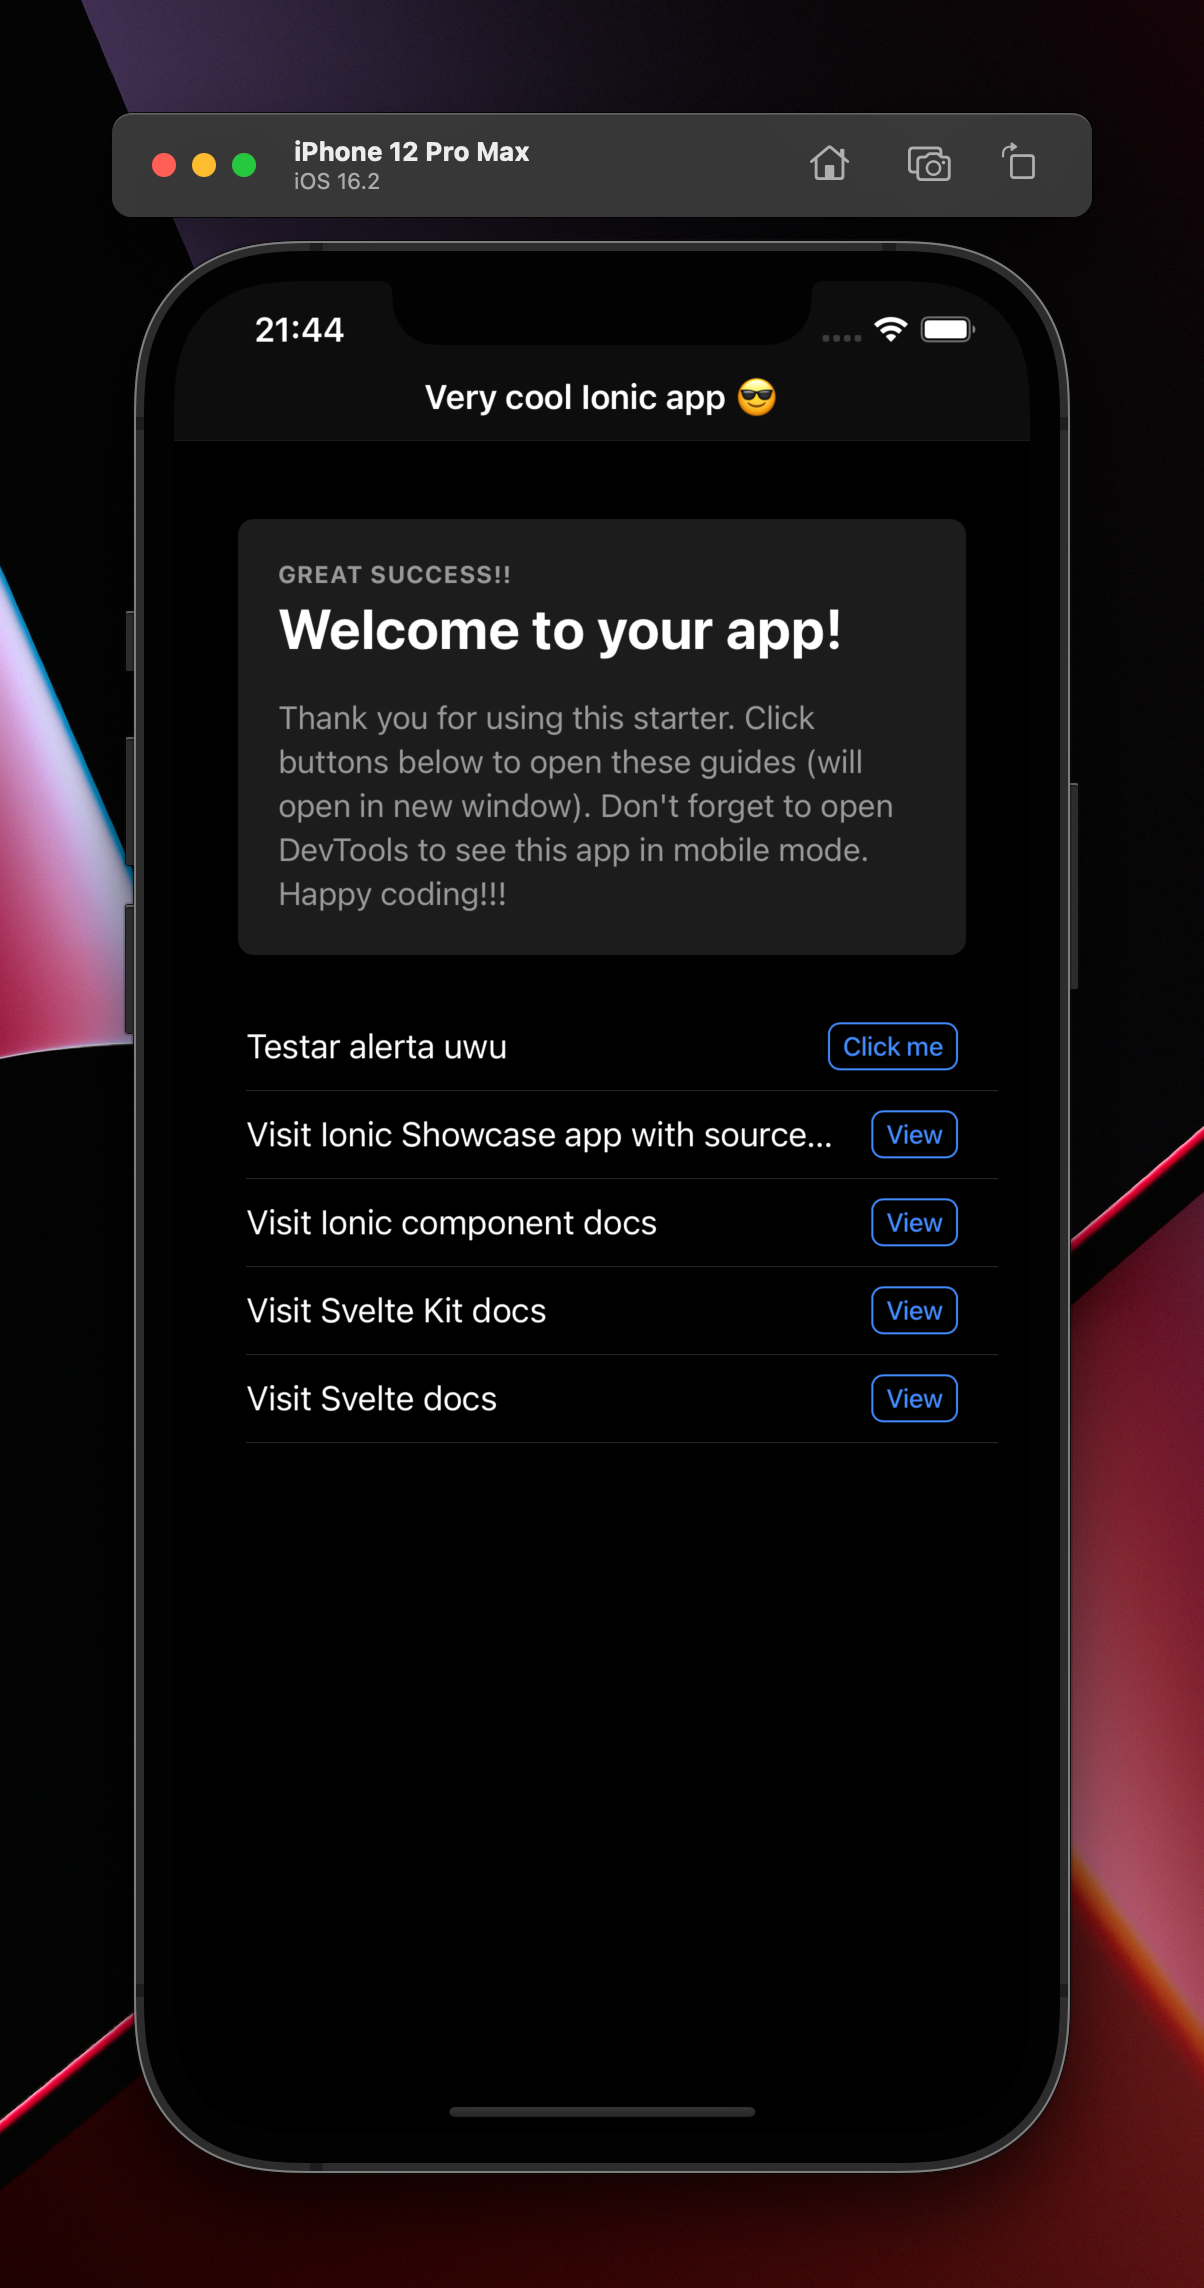 iPhone 12 Pro Max
iOS 16.2
21:44
Very cool Ionic app 😎
GREAT SUCCESS!!
Welcome to your app!
Thank you for using this starter. Click
buttons below to open these guides (will
open in new window). Don't forget to open
DevTools to see this app in mobile mode.
Happy coding!!!
Testar alerta uwu Click me
Visit Ionic Showcase app with source... View
Visit Ionic component docs View
Visit Svelte Kit docs View
Visit Svelte docs View